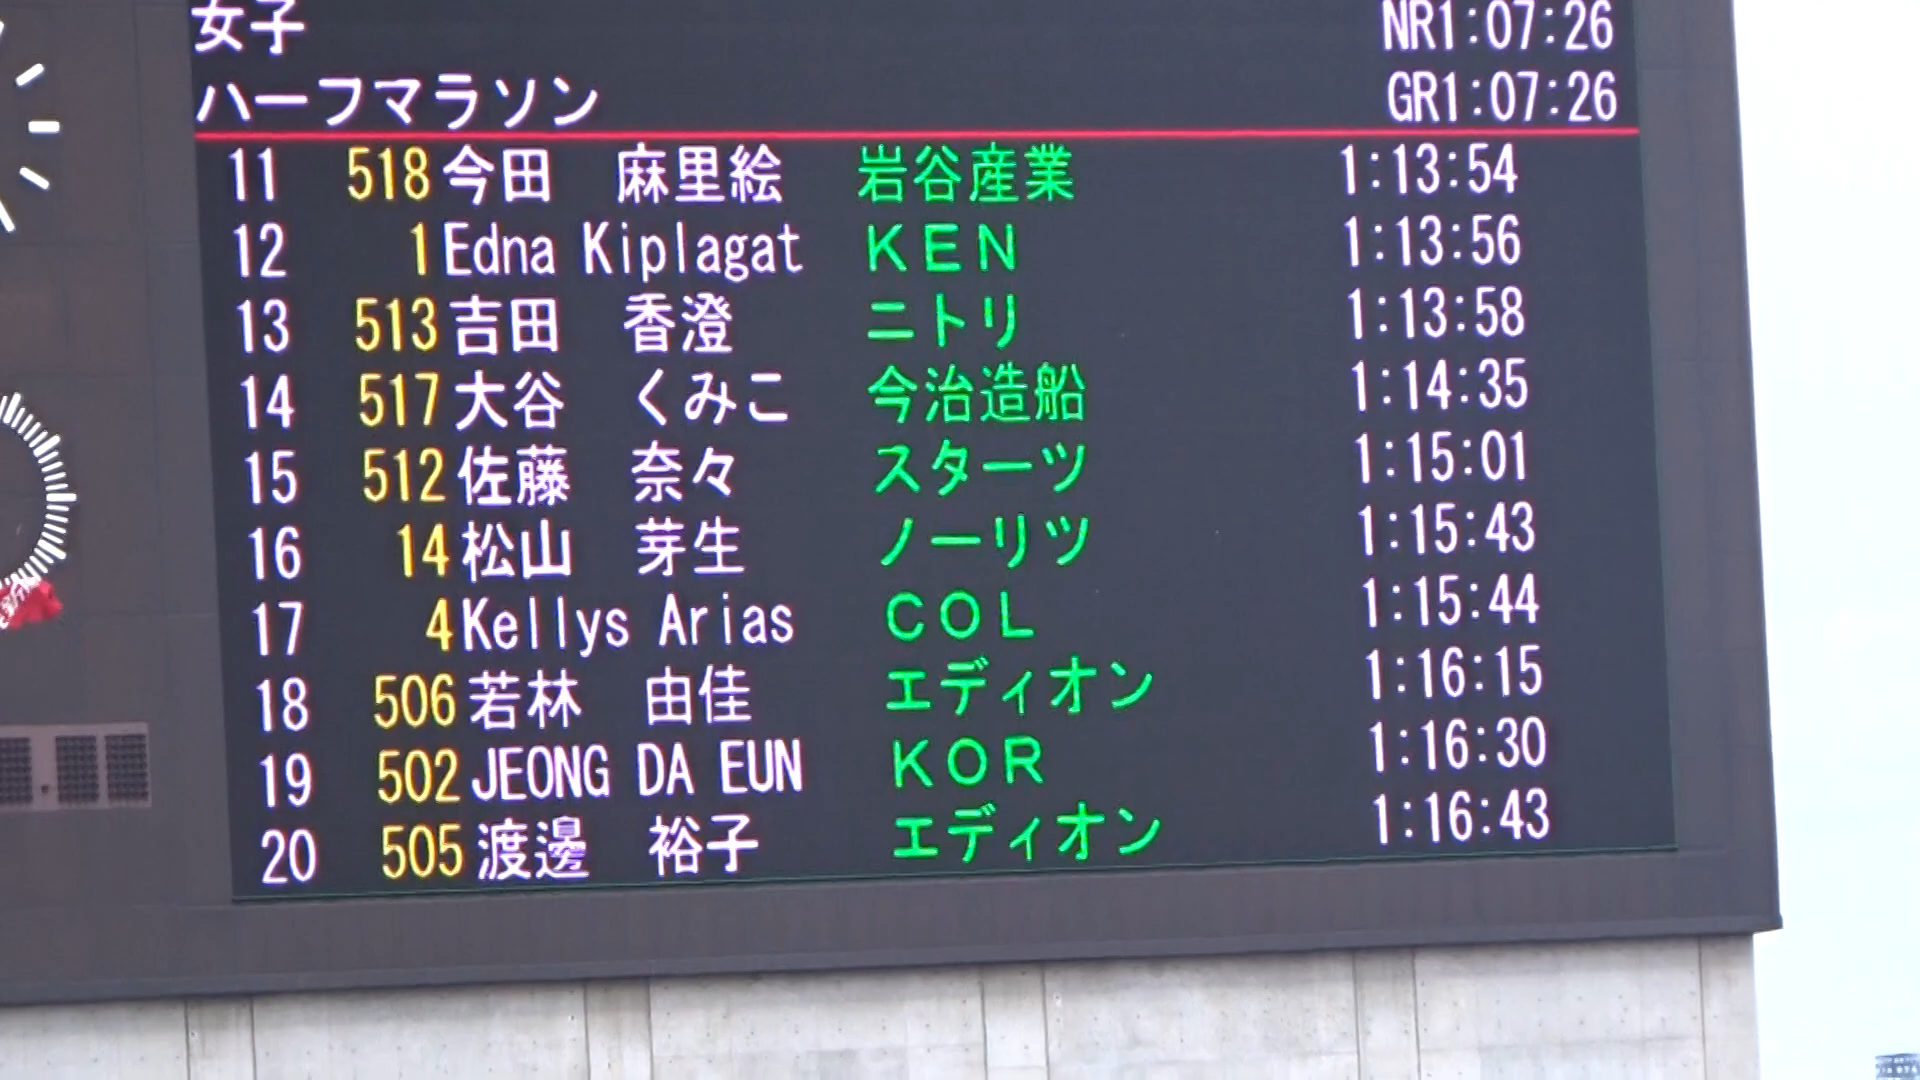 女子 NR1:07:26
ハーフマラソン GR1:07:26
11 518 今田 麻里絵 岩谷産業 1:13:54
12 1 Edna Kiplagat KEN 1:13:56
13 513 吉田 香澄 ニトリ 1:13:58
14 517 大谷 くみこ 今治造船 1:14:35
15 512 佐藤 奈々 スターツ 1:15:01
16 14 松山 芽生 ノーリツ 1:15:43
17 4 Kellys Arias COL 1:15:44
18 506 若林 由佳 エディオン 1:16:15
19 502 JEONG DA EUN KOR 1:16:30
20 505 渡邊 裕子 エディオン 1:16:43